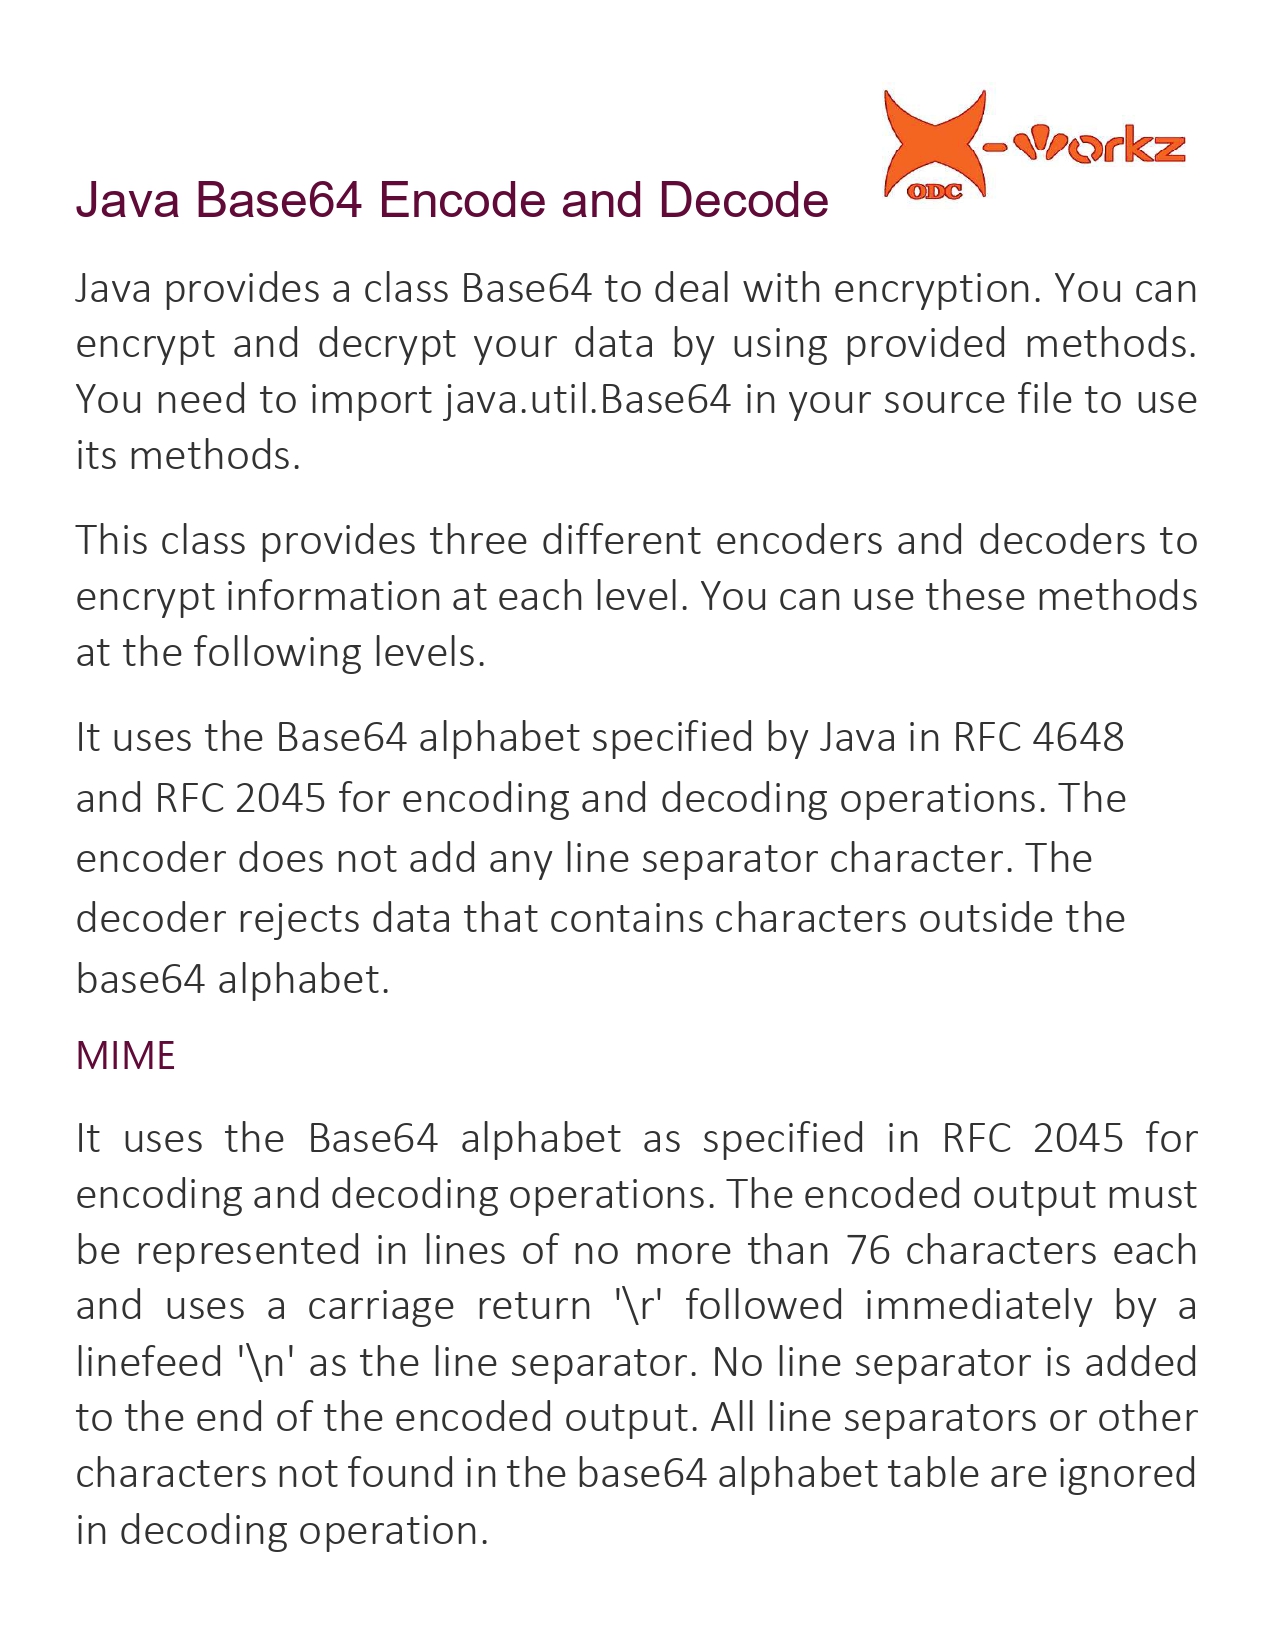 X-Workz
ODC
Java Base64 Encode and Decode
Java provides a class Base64 to deal with encryption. You can
encrypt and decrypt your data by using provided methods.
You need to import java.util.Base64 in your source file to use
its methods.
This class provides three different encoders and decoders to
encrypt information at each level. You can use these methods
at the following levels.
It uses the Base64 alphabet specified by Java in RFC 4648
and RFC 2045 for encoding and decoding operations. The
encoder does not add any line separator character. The
decoder rejects data that contains characters outside the
base64 alphabet.
MIME
It uses the Base64 alphabet as specified in RFC 2045 for
encoding and decoding operations. The encoded output must
be represented in lines of no more than 76 characters each
and uses a carriage return '\r' followed immediately by a
linefeed '\n' as the line separator. No line separator is added
to the end of the encoded output. All line separators or other
characters not found in the base64 alphabet table are ignored
in decoding operation.